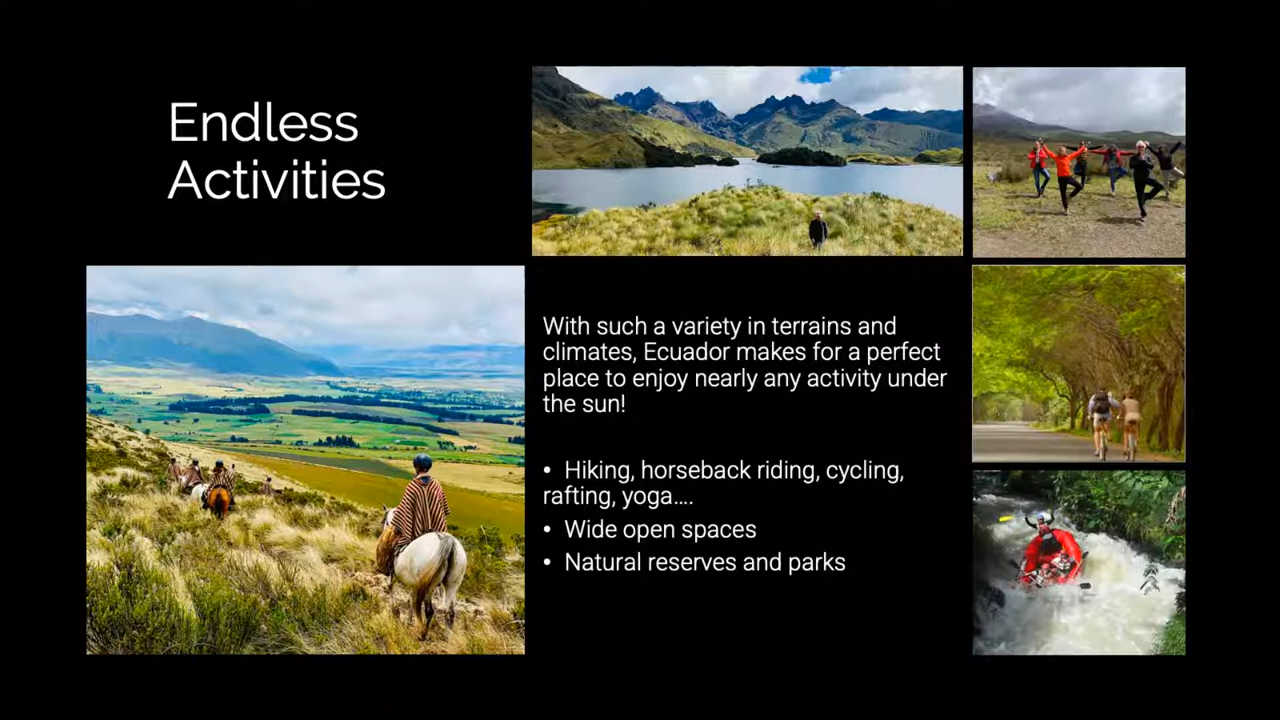 Endless
Activities
With such a variety in terrains and
climates, Ecuador makes for a perfect
place to enjoy nearly any activity under
the sun!
• Hiking, horseback riding, cycling,
rafting, yoga....
• Wide open spaces
• Natural reserves and parks